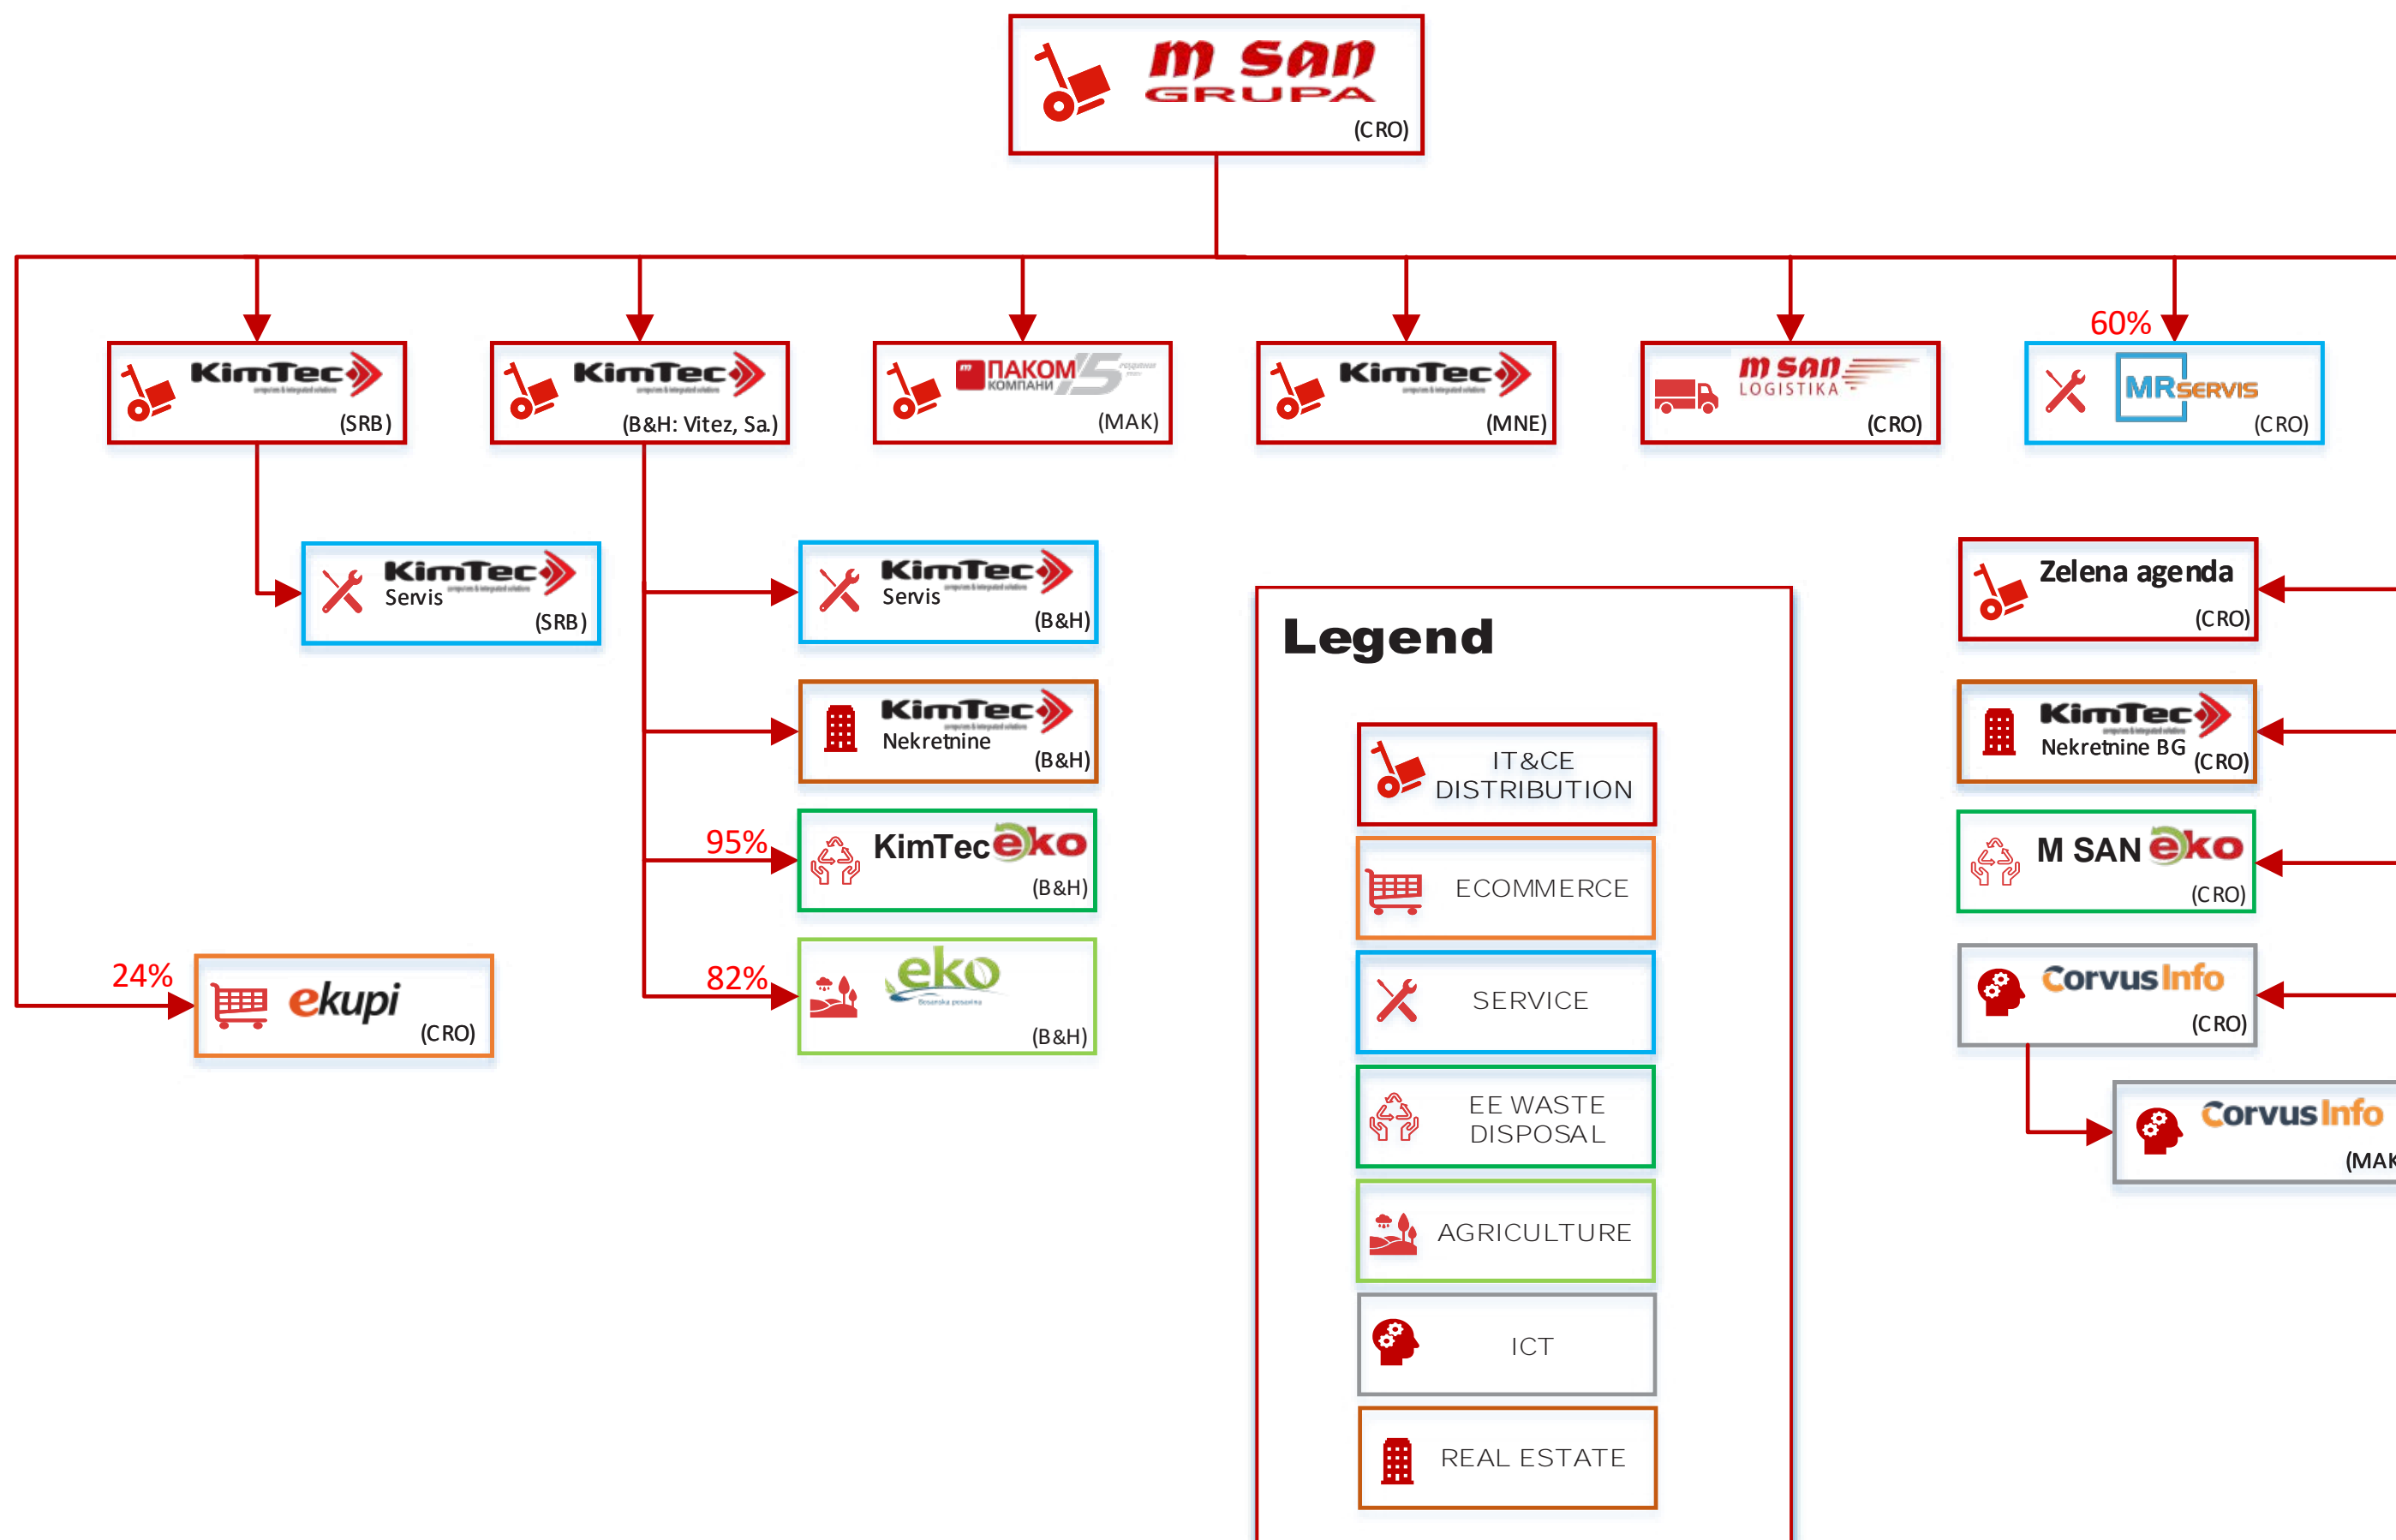 m san
GRUPA
(CRO)
KimTec
(SRB)
KimTec
(B&H: Vitez, Sa.)
ПАКОМ
КОМПАНИ
15
(MAK)
KimTec
(MNE)
m san
LOGISTIKA
(CRO)
60%
MR SERVIS
(CRO)
KimTec
Servis
(SRB)
KimTec
Servis
(B&H)
KimTec
Nekretnine
(B&H)
95%
KimTec eko
(B&H)
82%
eko
(B&H)
24%
ekupi
(CRO)
Legend
IT&CE
DISTRIBUTION
ECOMMERCE
SERVICE
EE WASTE
DISPOSAL
AGRICULTURE
ICT
REAL ESTATE
Zelena agenda
(CRO)
KimTec
Nekretnine BG
(CRO)
M SAN eko
(CRO)
Corvus Info
(CRO)
Corvus Info
(MAK